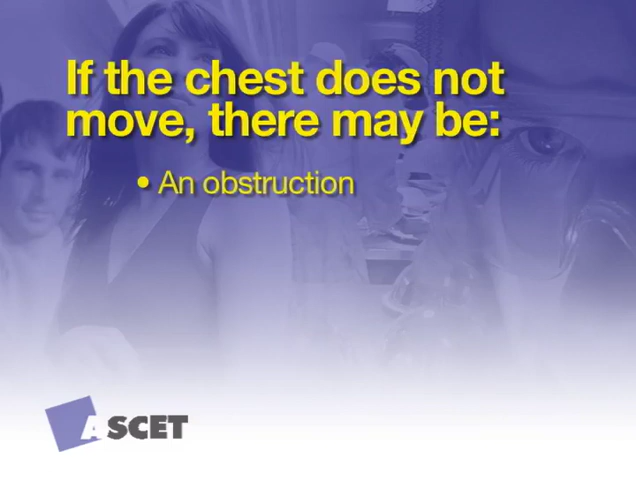 If the chest does not
move, there may be:
• An obstruction
ASCET